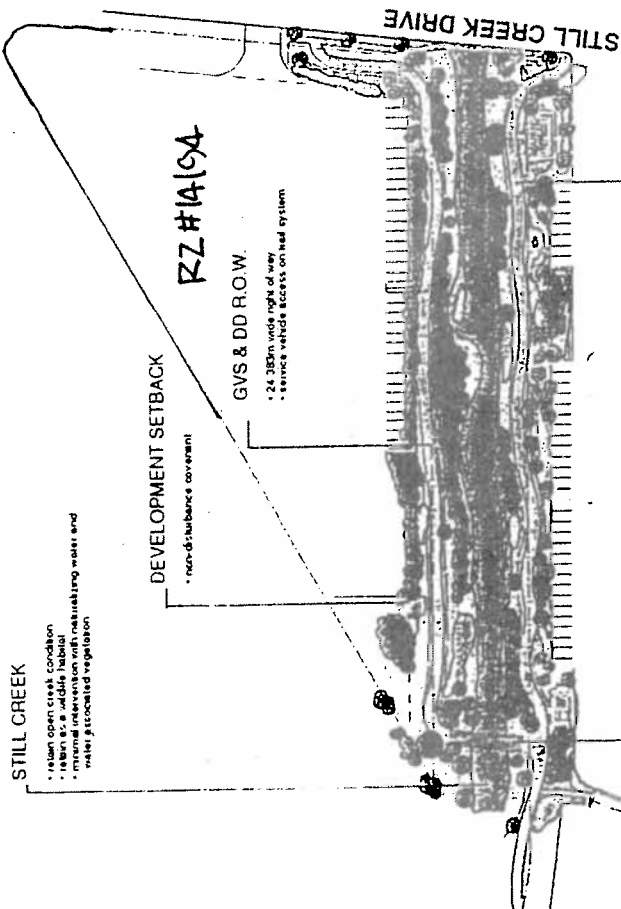 STILL CREEK
• retain open creek condition
• retain as a wildlife habitat
• minimal intervention with naturalizing water and
water associated vegetation
DEVELOPMENT SETBACK
• non-disturbance covenant
RZ #14/94
GVS & DD R.O.W.
• 24.383m wide right of way
• service vehicle access on trail system
STILL CREEK DRIVE